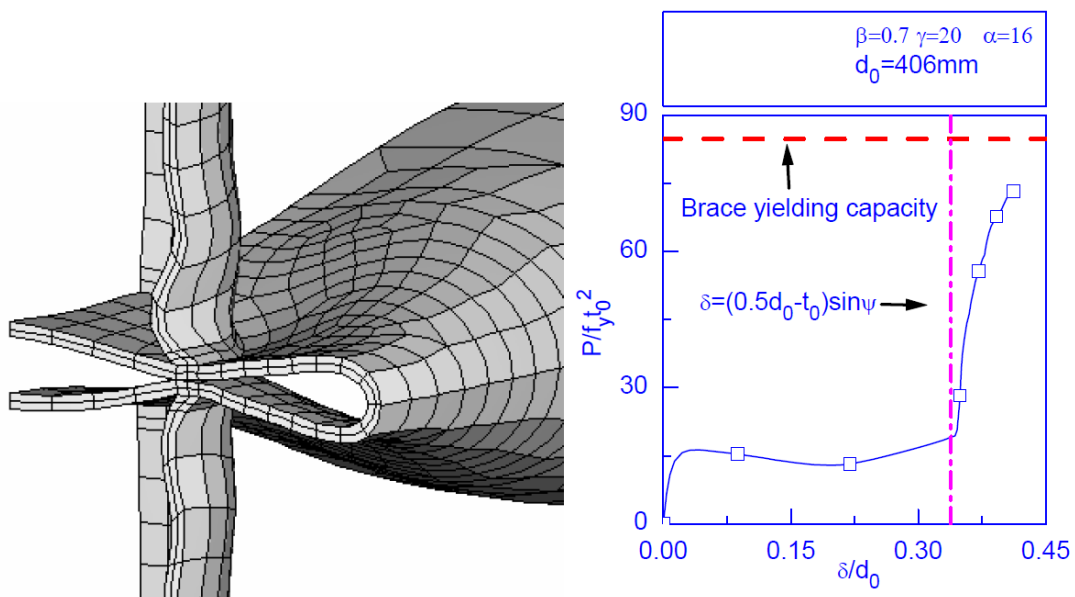 β=0.7 γ=20 α=16
d₀=406mm
90
Brace yielding capacity
60
δ=(0.5d₀-t₀)sinψ
P/fyt₀²
30
0
0.00 0.15 0.30 0.45
δ/d₀